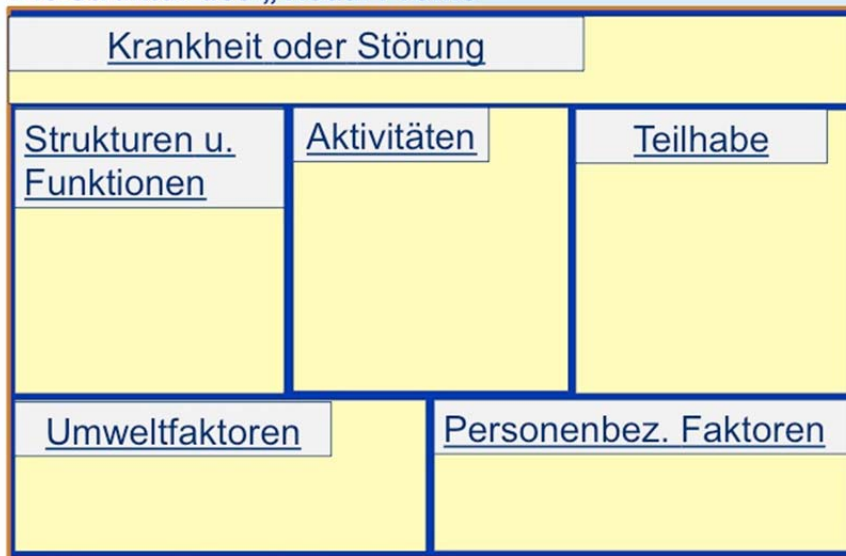 Krankheit oder Störung
Strukturen u.
Funktionen
Aktivitäten
Teilhabe
Umweltfaktoren
Personenbez. Faktoren